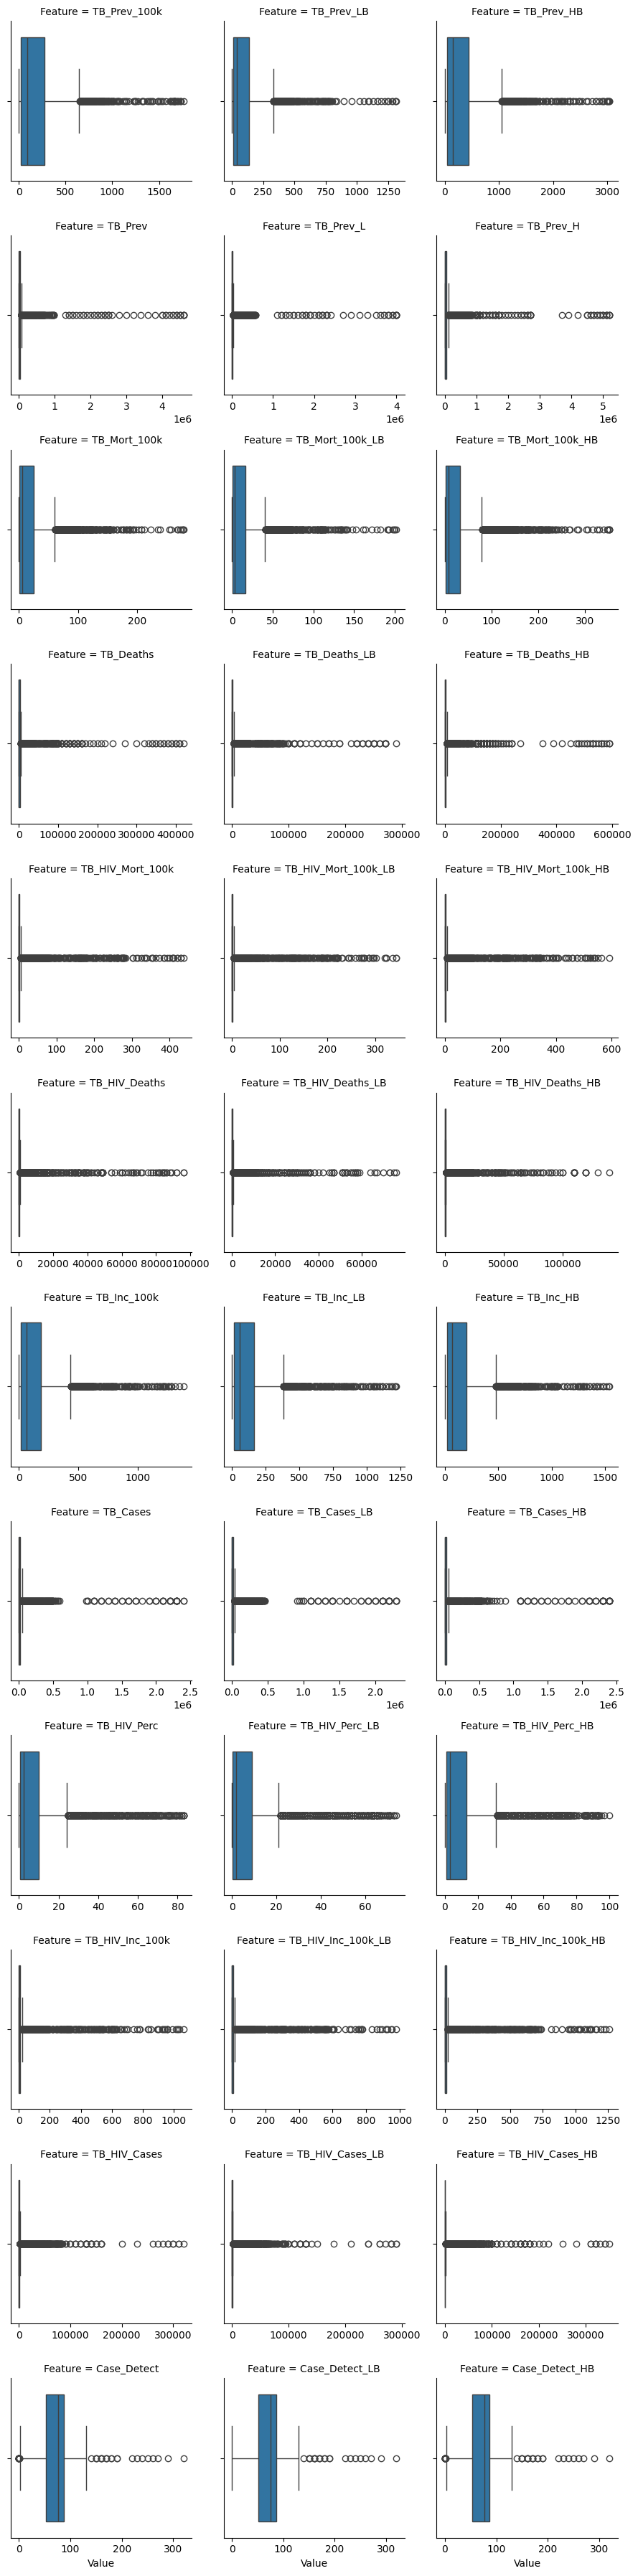 Feature = TB_Prev_100k Feature = TB_Prev_LB Feature = TB_Prev_HB
0 500 1000 1500 0 250 500 750 1000 1250 0 1000 2000 3000
Feature = TB_Prev Feature = TB_Prev_L Feature = TB_Prev_H
0 1 2 3 4 0 1 2 3 4 0 1 2 3 4 5
1e6 1e6 1e6
Feature = TB_Mort_100k Feature = TB_Mort_100k_LB Feature = TB_Mort_100k_HB
0 100 200 0 50 100 150 200 0 100 200 300
Feature = TB_Deaths Feature = TB_Deaths_LB Feature = TB_Deaths_HB
0 100000 200000 300000 400000 0 100000 200000 300000 0 200000 400000 600000
Feature = TB_HIV_Mort_100k Feature = TB_HIV_Mort_100k_LB Feature = TB_HIV_Mort_100k_HB
0 100 200 300 400 0 100 200 300 0 200 400 600
Feature = TB_HIV_Deaths Feature = TB_HIV_Deaths_LB Feature = TB_HIV_Deaths_HB
0 20000 40000 60000 80000 100000 0 20000 40000 60000 0 50000 100000
Feature = TB_Inc_100k Feature = TB_Inc_LB Feature = TB_Inc_HB
0 500 1000 0 250 500 750 1000 1250 0 500 1000 1500
Feature = TB_Cases Feature = TB_Cases_LB Feature = TB_Cases_HB
0.0 0.5 1.0 1.5 2.0 2.5 0.0 0.5 1.0 1.5 2.0 0.0 0.5 1.0 1.5 2.0 2.5
1e6 1e6 1e6
Feature = TB_HIV_Perc Feature = TB_HIV_Perc_LB Feature = TB_HIV_Perc_HB
0 20 40 60 80 0 20 40 60 0 20 40 60 80 100
Feature = TB_HIV_Inc_100k Feature = TB_HIV_Inc_100k_LB Feature = TB_HIV_Inc_100k_HB
0 200 400 600 800 1000 0 200 400 600 800 1000 0 250 500 750 1000 1250
Feature = TB_HIV_Cases Feature = TB_HIV_Cases_LB Feature = TB_HIV_Cases_HB
0 100000 200000 300000 0 100000 200000 300000 0 100000 200000 300000
Feature = Case_Detect Feature = Case_Detect_LB Feature = Case_Detect_HB
0 100 200 300 0 100 200 300 0 100 200 300
Value Value Value